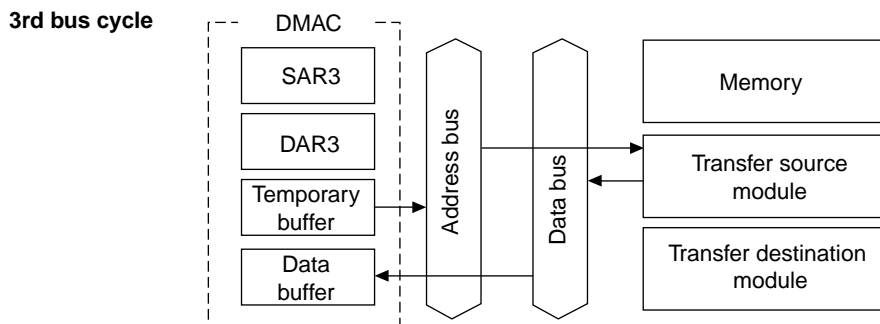 3rd bus cycle
DMAC
SAR3
DAR3
Temporary
buffer
Data
buffer
Address bus
Data bus
Memory
Transfer source
module
Transfer destination
module